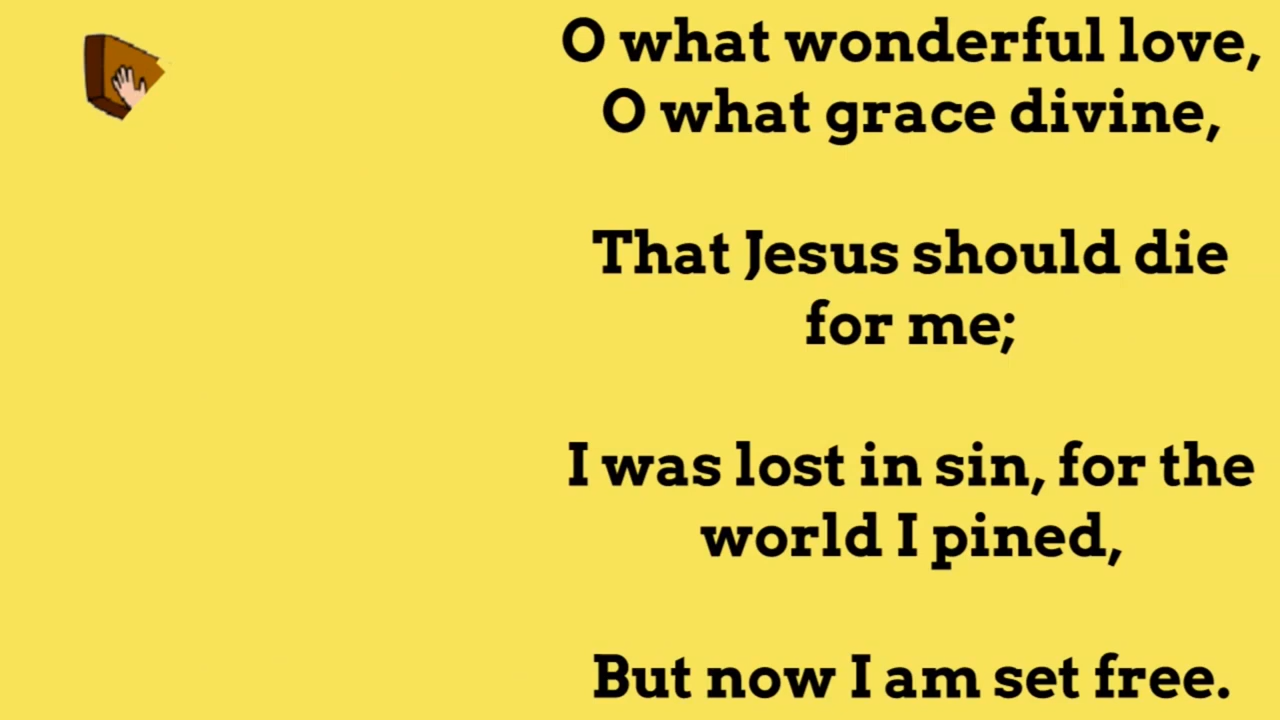 O what wonderful love,
O what grace divine,
That Jesus should die
for me;
I was lost in sin, for the
world I pined,
But now I am set free.